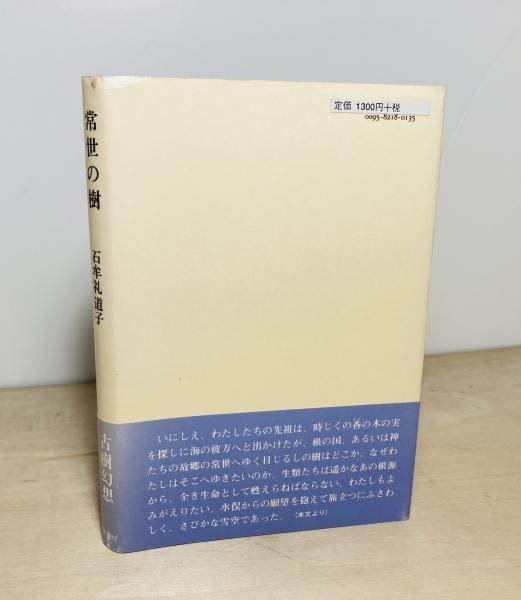 常世の樹
石牟礼道子
古樹幻想
定価 1300円+税
0095-8218-0135
いにしえ、わたしたちの先祖は、時じくの香の木の実
を探しに海の彼方へと出かけたが、根の国、あるいは神
たちの故郷の常世へゆく目じるしの樹はどこか。なぜわ
たしはそこへゆきたいのか。生類たちは遥かなあの根源
から、全き生命として甦えらねばならない、わたしもよ
みがえりたい。水俣からの願望を抱えて旅立つにふさわ
しく、さびかな雪空であった。（本文より）